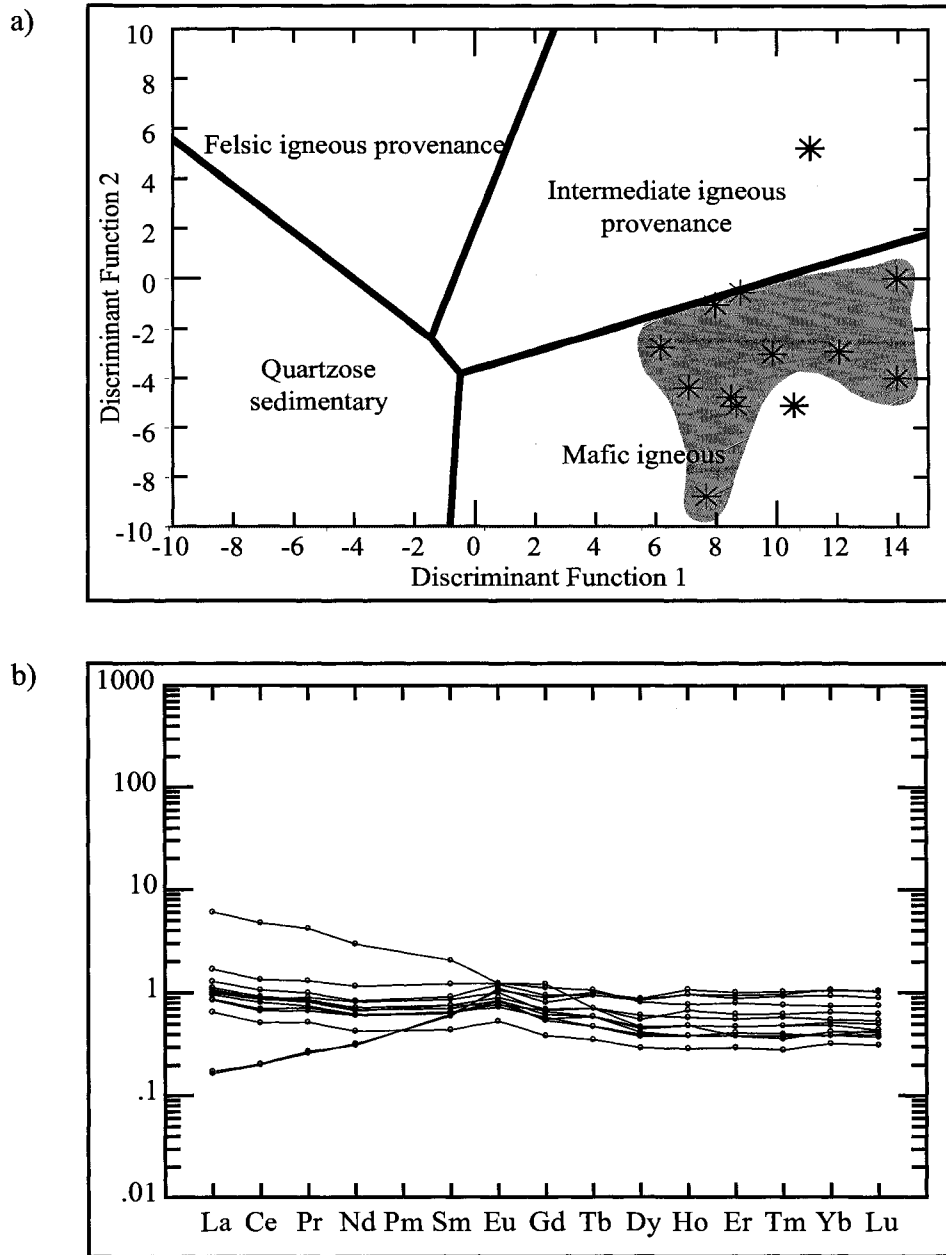 a)
10
8
6
4
2
0
-2
-4
-6
-8
-10
Discriminant Function 2
Felsic igneous provenance
Intermediate igneous
provenance
Quartzose
sedimentary
Mafic igneous
-10 -8 -6 -4 -2 0 2 4 6 8 10 12 14
Discriminant Function 1
b)
1000
100
10
1
.1
.01
La Ce Pr Nd Pm Sm Eu Gd Tb Dy Ho Er Tm Yb Lu